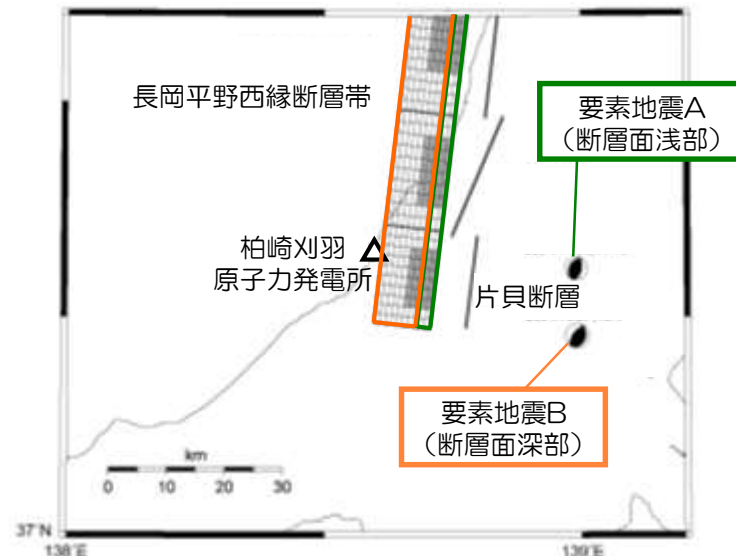 長岡平野西縁断層帯
要素地震A
（断層面浅部）
柏崎刈羽
原子力発電所
片貝断層
要素地震B
（断層面深部）
km
0 10 20 30
37°N
138°E
139°E